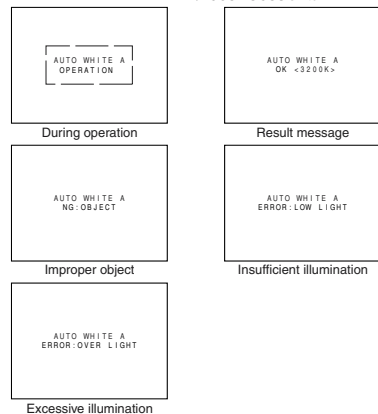 AUTO WHITE A
OPERATION
During operation
AUTO WHITE A
OK <3200K>
Result message
AUTO WHITE A
NG:OBJECT
Improper object
AUTO WHITE A
ERROR:LOW LIGHT
Insufficient illumination
AUTO WHITE A
ERROR:OVER LIGHT
Excessive illumination